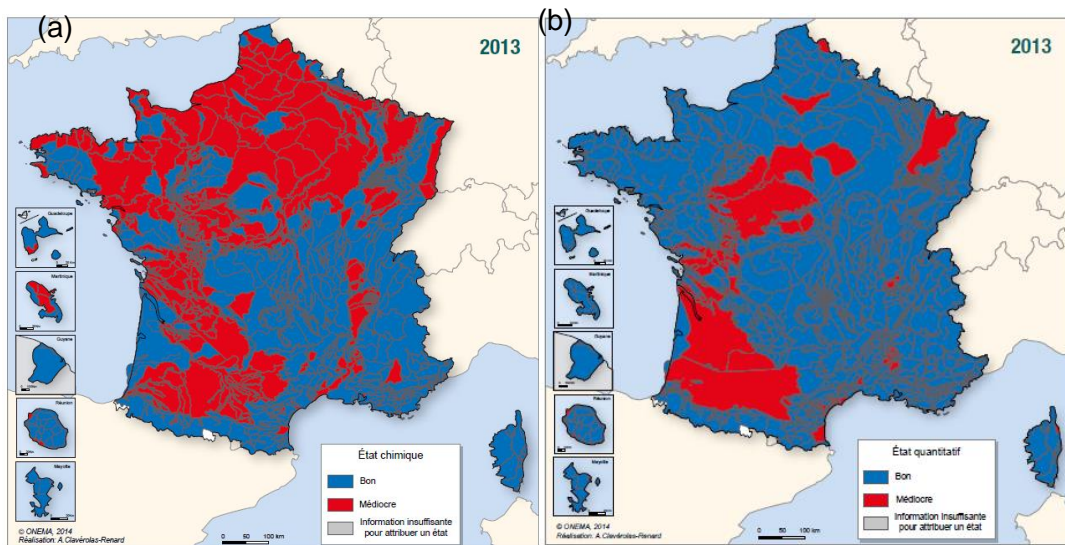 (a)
2013
Guadeloupe
Martinique
Guyane
Réunion
Mayotte
État chimique
Bon
Médiocre
Information insuffisante
pour attribuer un état
© ONEMA, 2014
Réalisation: A.Clavérolas-Renard
0 50 100 km
(b)
2013
Guadeloupe
Martinique
Guyane
Réunion
Mayotte
État quantitatif
Bon
Médiocre
Information Insuffisante
pour attribuer un état
© ONEMA, 2014
Réalisation: A.Clavérolas-Renard
0 50 100 km